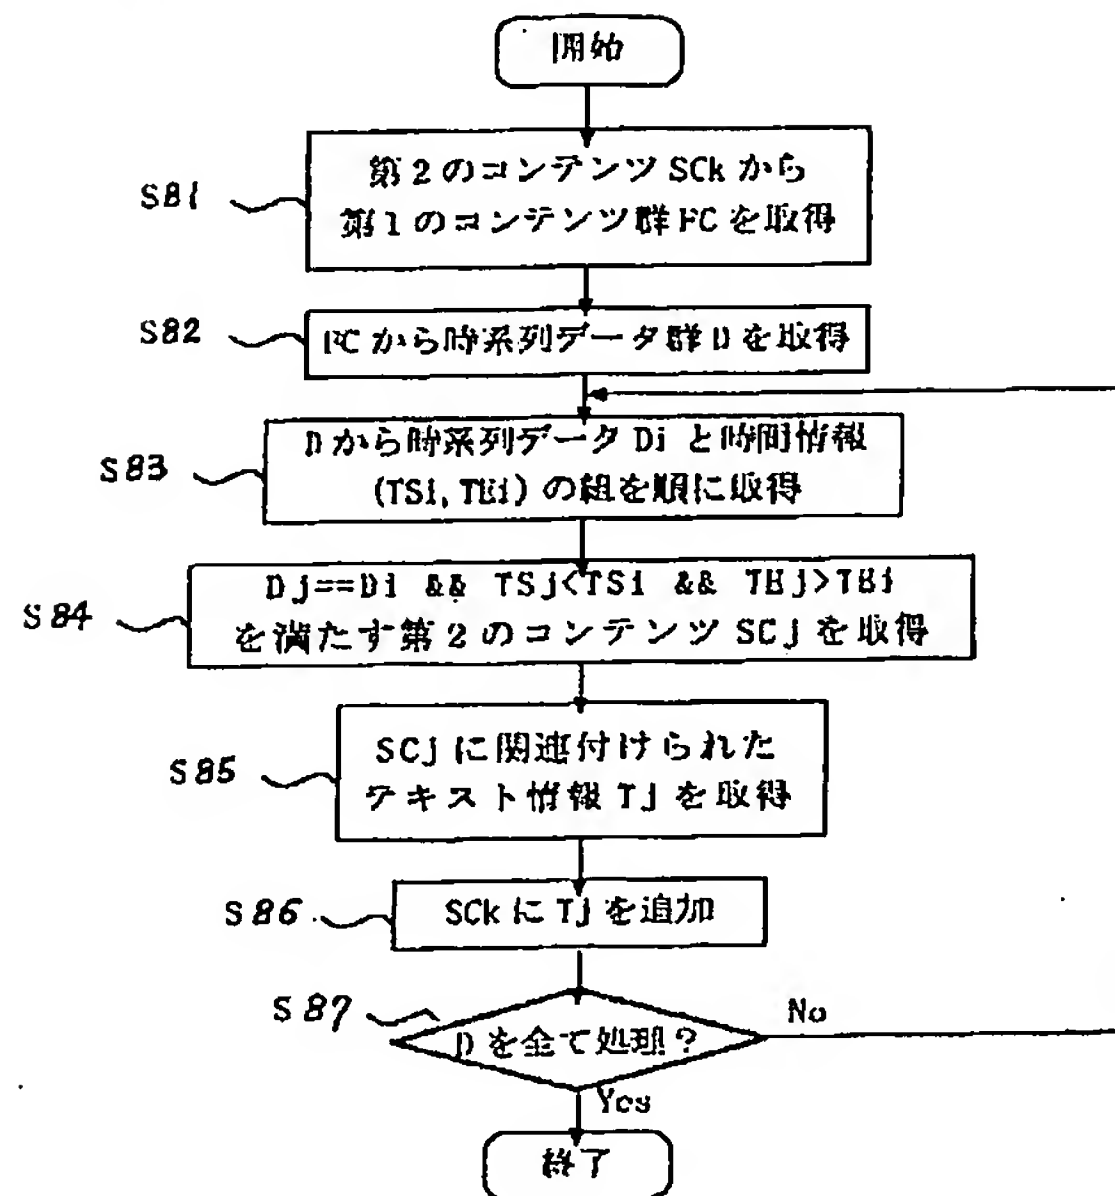 開始
S81
第2のコンテンツ SCk から
第1のコンテンツ群 FC を取得
S82
FC から時系列データ群 D を取得
S83
D から時系列データ Di と時間情報
(TSi, TEi) の組を順に取得
S84
Dj==Di && TSj<TSi && TEj>TEi
を満たす第2のコンテンツ SCj を取得
S85
SCj に関連付けられた
テキスト情報 Tj を取得
S86
SCk に Tj を追加
S87
D を全て処理？
No
Yes
終了